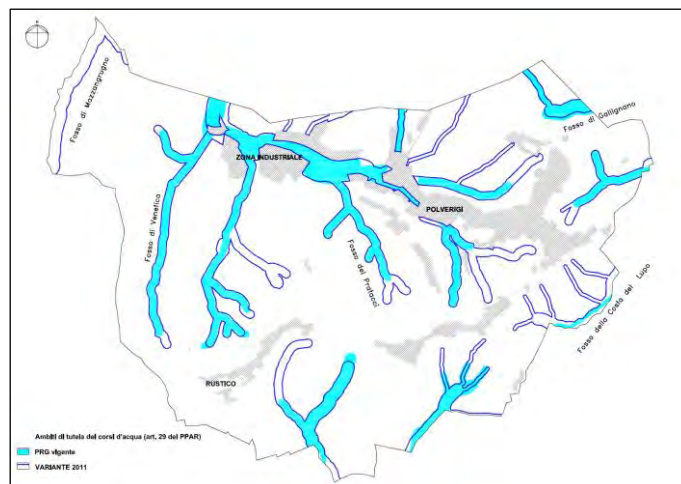 Fosso di Mazzangrugno
Fosso di Gallignano
ZONA INDUSTRIALE
POLVERIGI
Fosso di Venefico
Fosso dei Pratacci
Fosso della Costa del Lupo
RUSTICO
Ambiti di tutela dei corsi d'acqua (art, 29 del PPAR)
PRG vigente
VARIANTE 2011